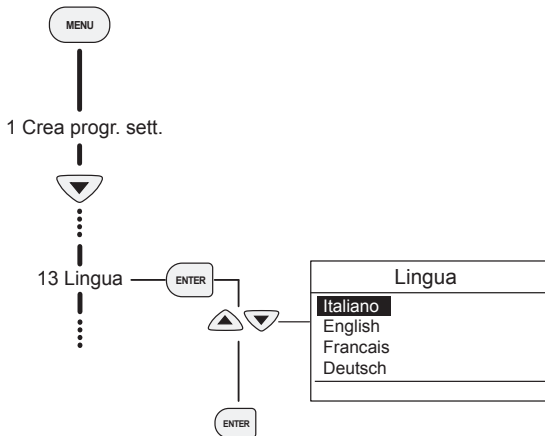 MENU
1 Crea progr. sett.
13 Lingua
ENTER
Lingua
Italiano
English
Francais
Deutsch
ENTER